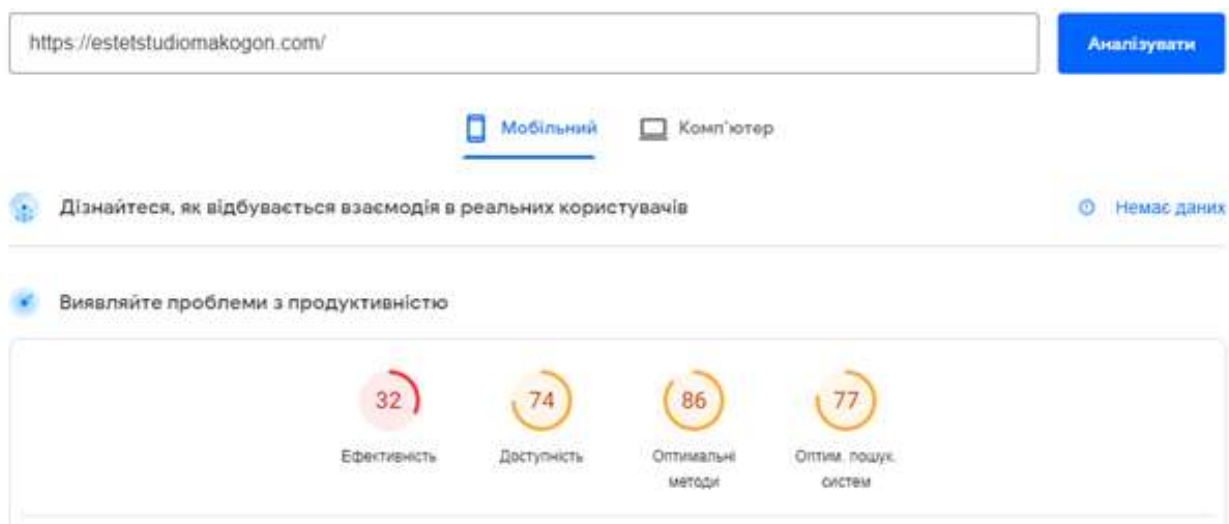 https://estetstudiomakogon.com/
Аналізувати
Мобільний
Комп'ютер
Дізнайтеся, як відбувається взаємодія в реальних користувачів
Немає даних
Виявляйте проблеми з продуктивністю
32
74
86
77
Ефективність
Доступність
Оптимальні
методи
Оптим. пошук.
систем